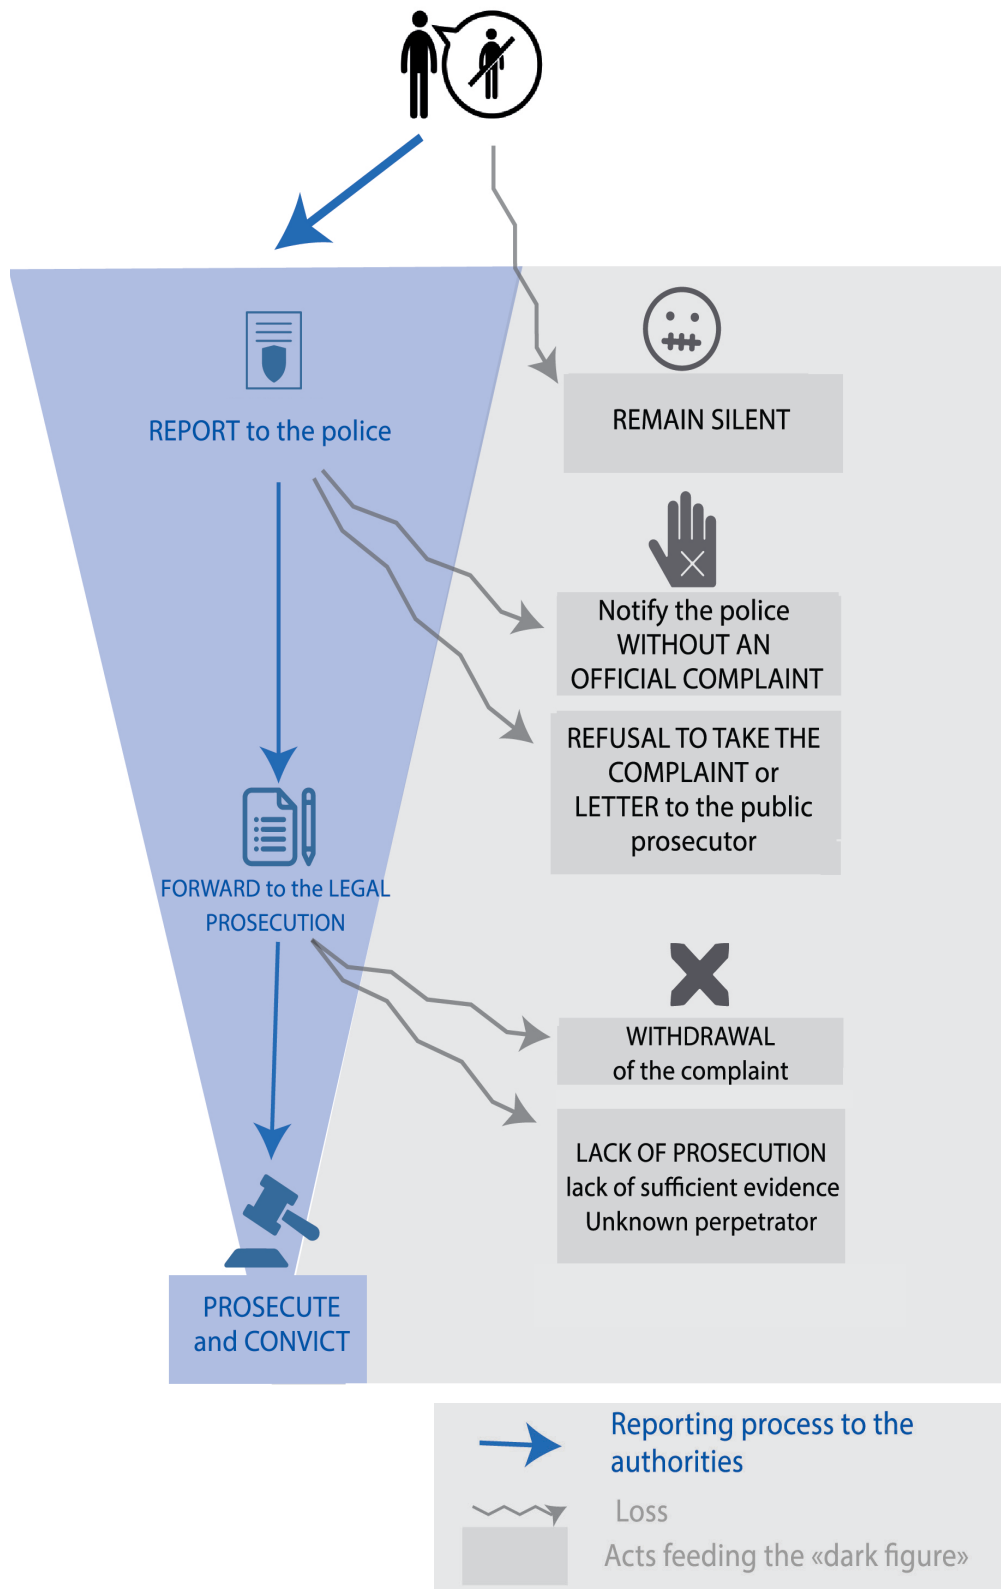 REPORT to the police
REMAIN SILENT
Notify the police
WITHOUT AN
OFFICIAL COMPLAINT
REFUSAL TO TAKE THE
COMPLAINT or
LETTER to the public
prosecutor
FORWARD to the LEGAL
PROSECUTION
WITHDRAWAL
of the complaint
LACK OF PROSECUTION
lack of sufficient evidence
Unknown perpetrator
PROSECUTE
and CONVICT
Reporting process to the
authorities
Loss
Acts feeding the «dark figure»